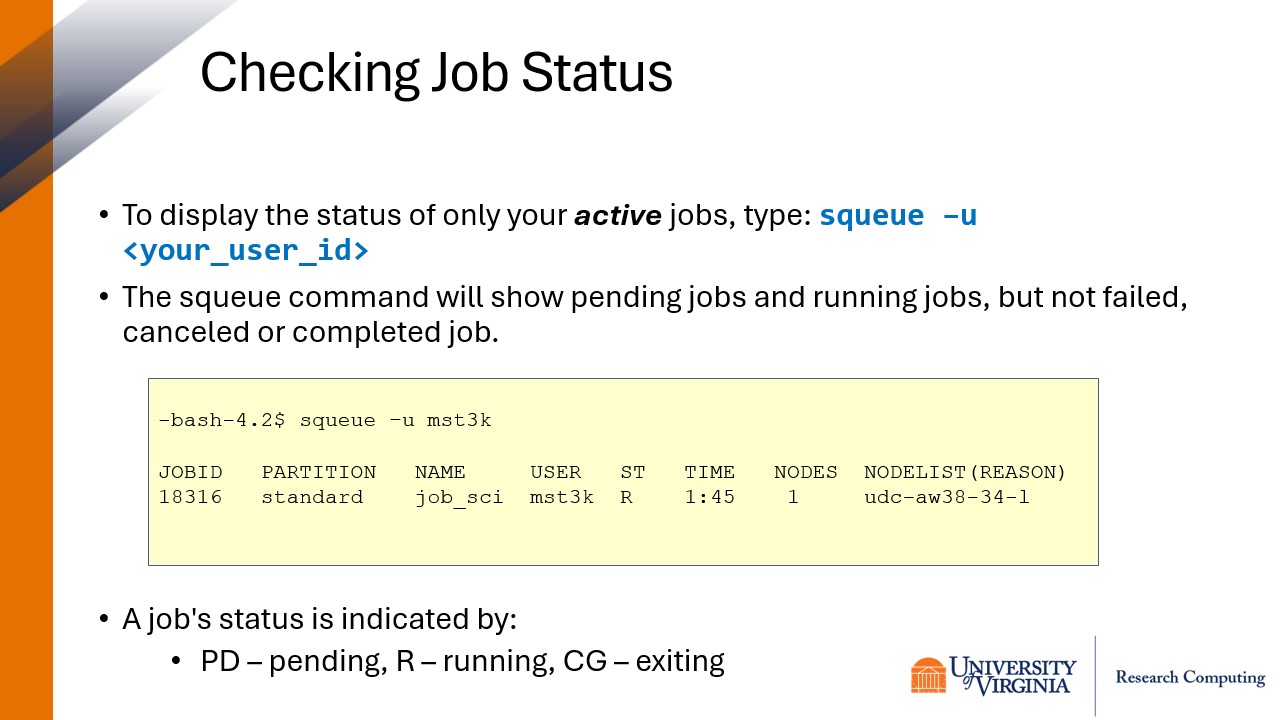 Checking Job Status
• To display the status of only your active jobs, type: squeue –u
<your_user_id>
• The squeue command will show pending jobs and running jobs, but not failed,
canceled or completed job.
-bash-4.2$ squeue –u mst3k
JOBID PARTITION NAME USER ST TIME NODES NODELIST(REASON)
18316 standard job_sci mst3k R 1:45 1 udc-aw38-34-l
• A job's status is indicated by:
• PD – pending, R – running, CG – exiting
UNIVERSITY
of VIRGINIA
Research Computing